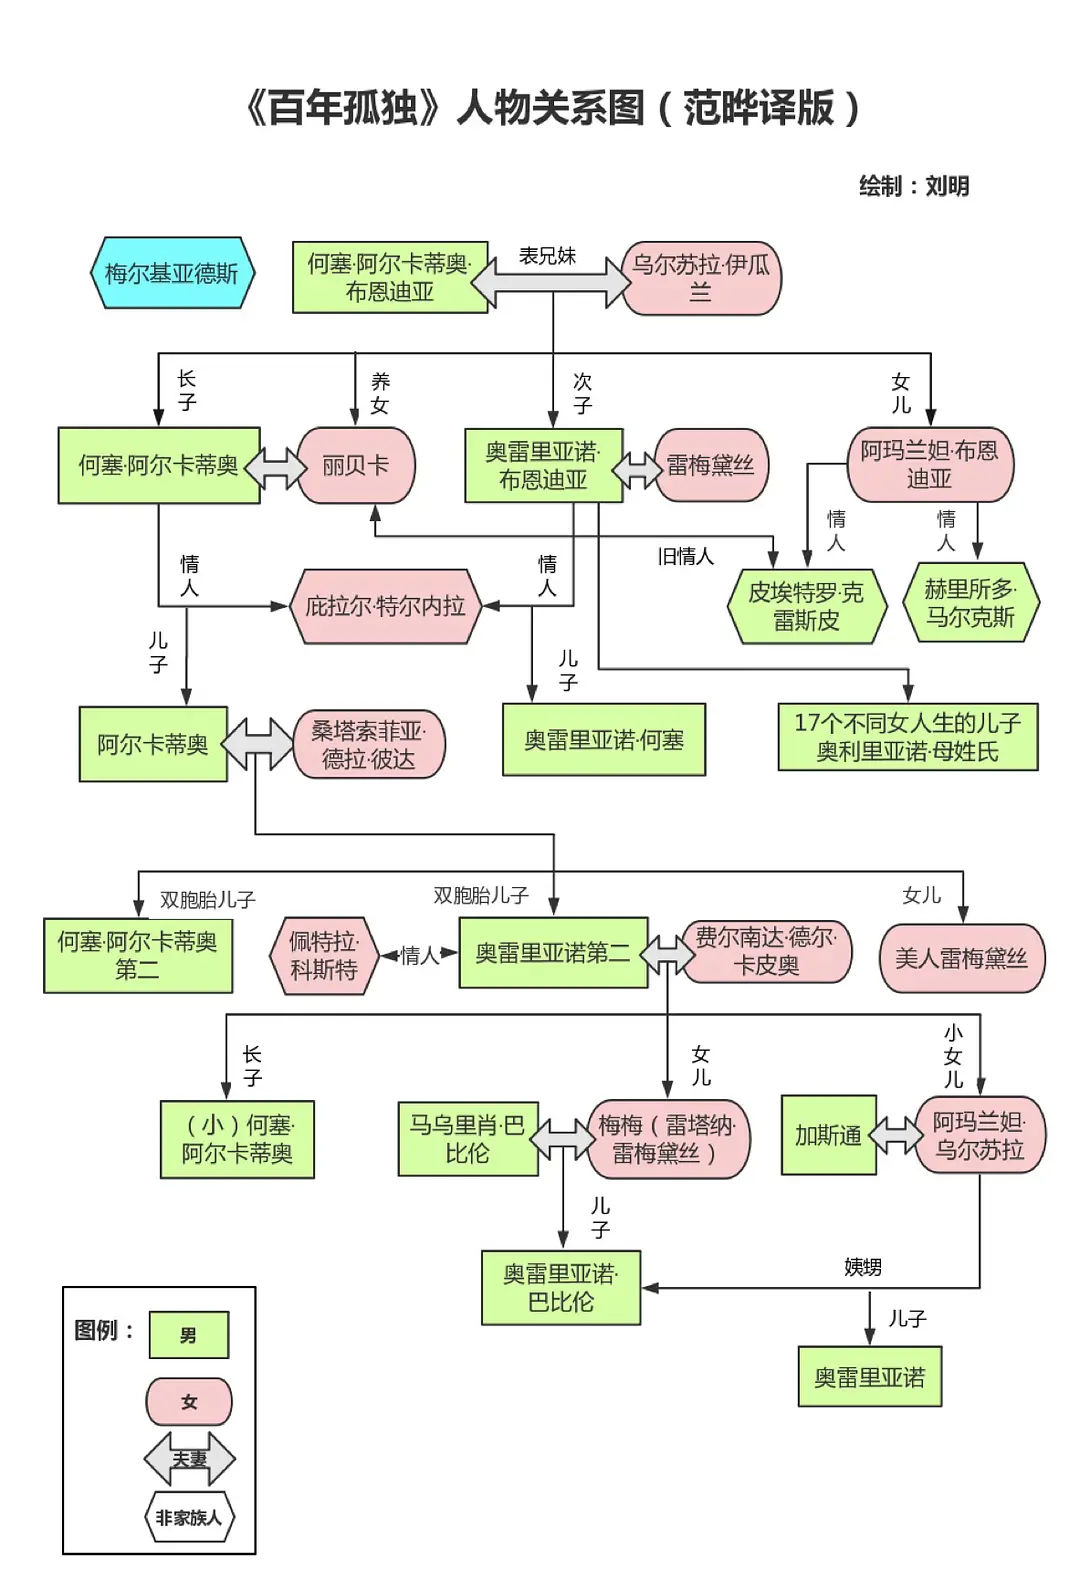 《百年孤独》人物关系图（范晔译版）
绘制：刘明
梅尔基亚德斯
何塞·阿尔卡蒂奥·
布恩迪亚
表兄妹
乌尔苏拉·伊瓜
兰
长
子
养
女
次
子
女
儿
何塞·阿尔卡蒂奥
丽贝卡
奥雷里亚诺·
布恩迪亚
雷梅黛丝
阿玛兰妲·布恩
迪亚
情
人
情
人
旧情人
情
人
情
人
庇拉尔·特尔内拉
皮埃特罗·克
雷斯皮
赫里所多·
马尔克斯
儿
子
儿
子
阿尔卡蒂奥
桑塔索菲亚·
德拉·彼达
奥雷里亚诺·何塞
17个不同女人生的儿子
奥利里亚诺·母姓氏
双胞胎儿子
双胞胎儿子
女儿
何塞·阿尔卡蒂奥
第二
佩特拉·
科斯特
情人
奥雷里亚诺第二
费尔南达·德尔·
卡皮奥
美人雷梅黛丝
长
子
女
儿
小
女
儿
（小）何塞·
阿尔卡蒂奥
马乌里肖·巴
比伦
梅梅（雷塔纳·
雷梅黛丝）
加斯通
阿玛兰妲·
乌尔苏拉
儿
子
奥雷里亚诺·
巴比伦
姨甥
儿子
奥雷里亚诺
图例：
男
女
夫妻
非家族人